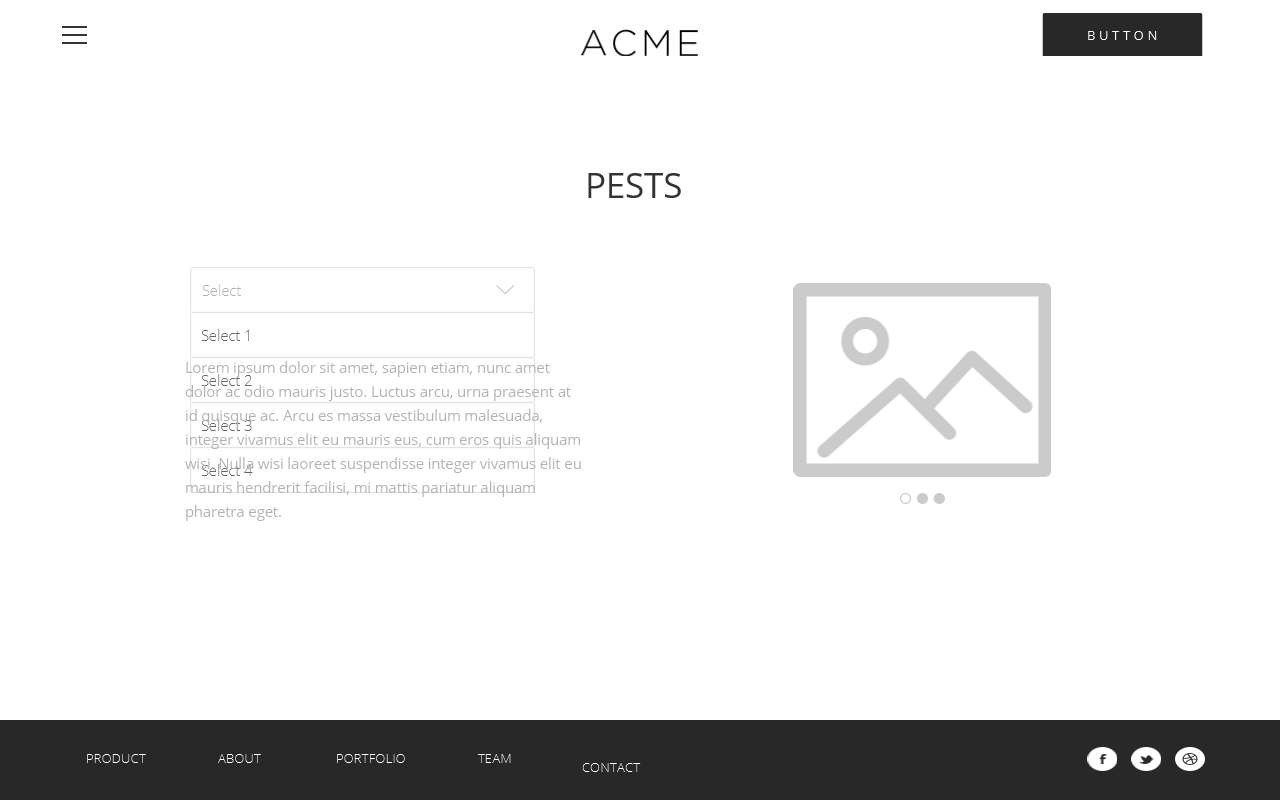 ACME
BUTTON
PESTS
Select
Select 1
Select 2
Select 3
Select 4
Lorem ipsum dolor sit amet, sapien etiam, nunc amet
dolor ac odio mauris justo. Luctus arcu, urna praesent at
id quisque ac. Arcu es massa vestibulum malesuada,
integer vivamus elit eu mauris eus, cum eros quis aliquam
wisi. Nulla wisi laoreet suspendisse integer vivamus elit eu
mauris hendrerit facilisi, mi mattis pariatur aliquam
pharetra eget.
PRODUCT
ABOUT
PORTFOLIO
TEAM
CONTACT